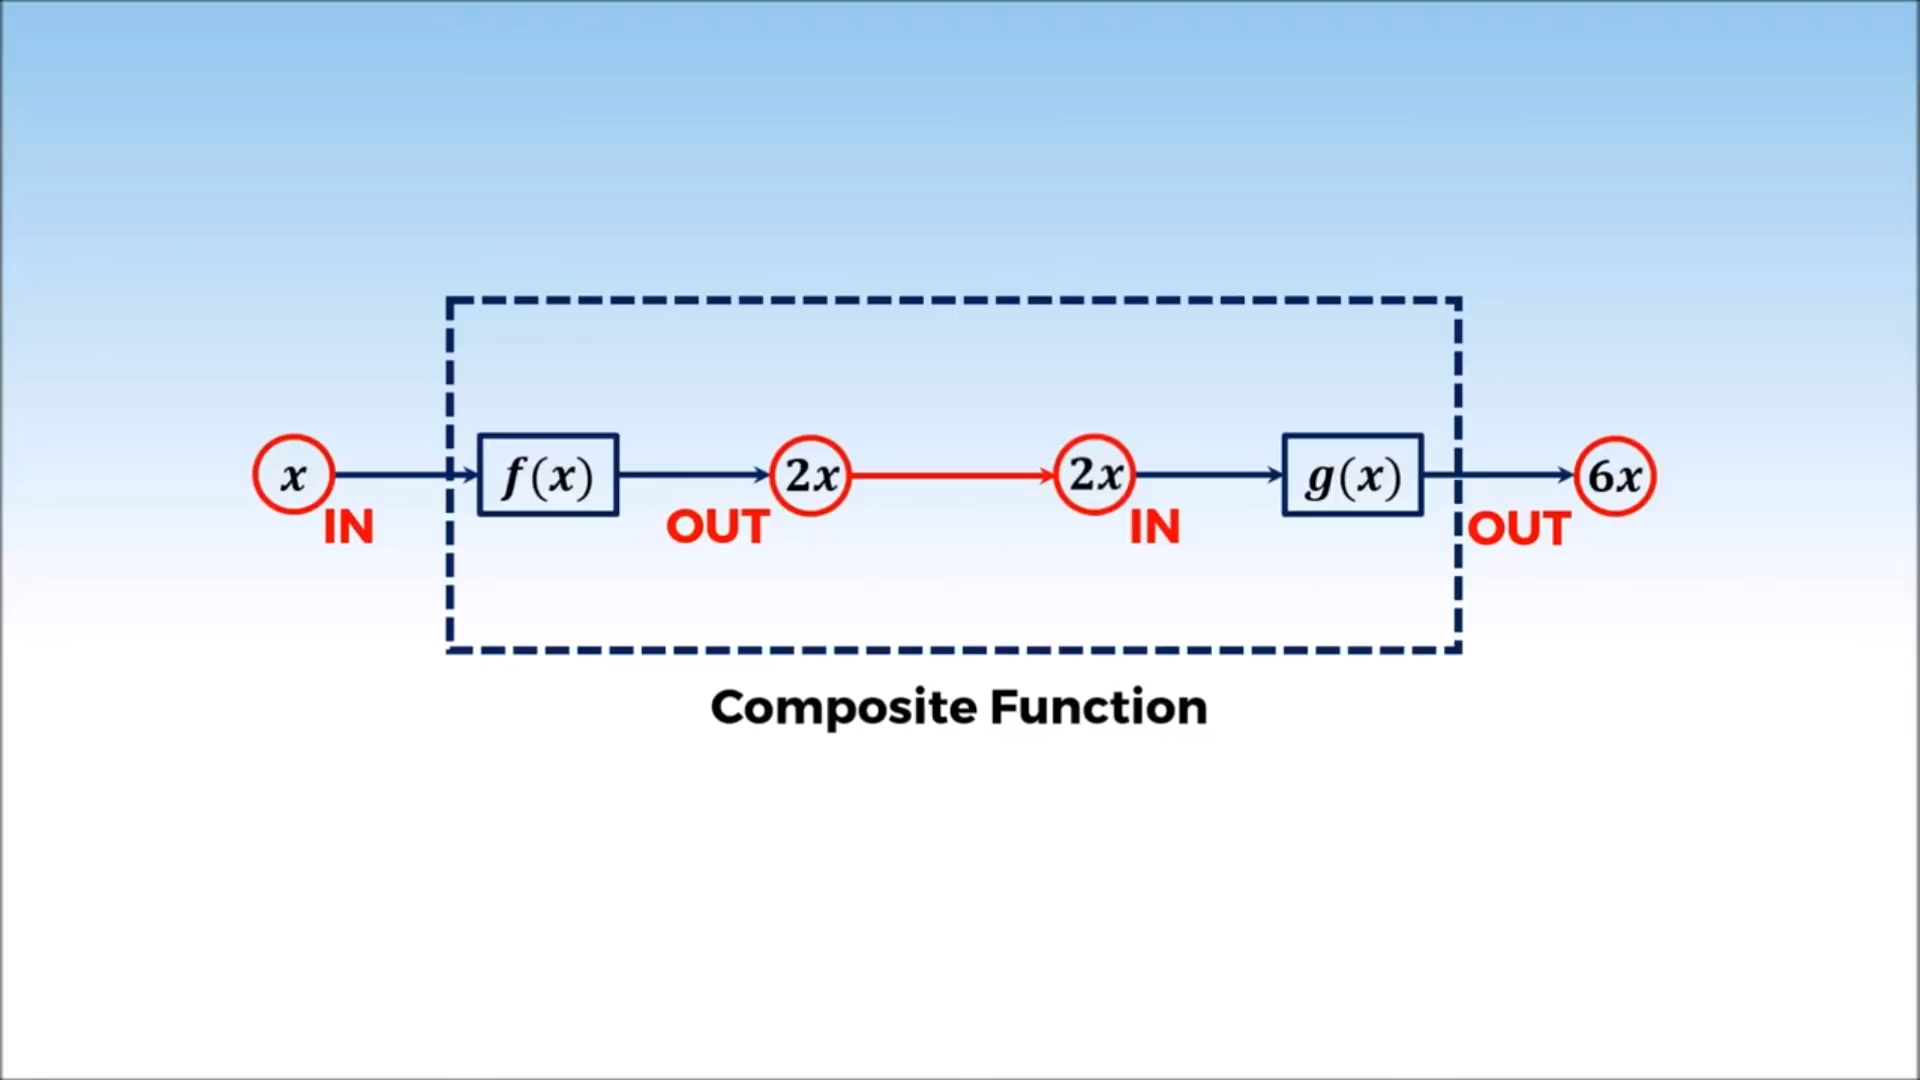 x f(x) 2x 2x g(x) 6x
IN OUT IN OUT
Composite Function